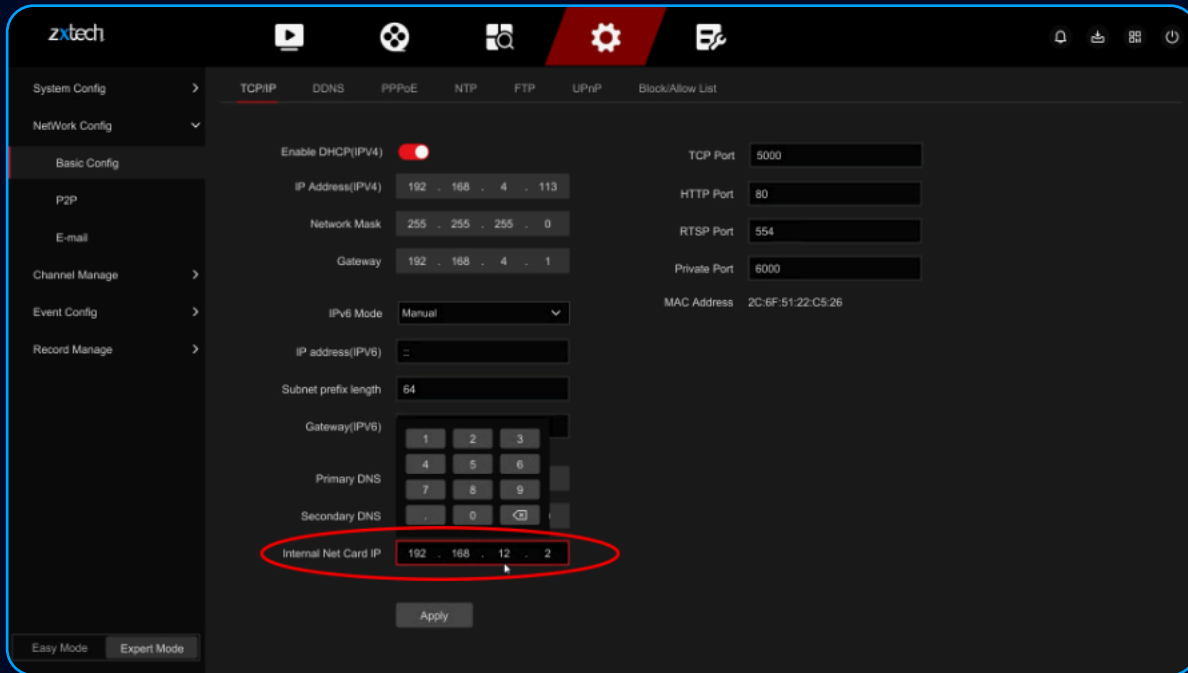 zxtech
System Config
NetWork Config
Basic Config
P2P
E-mail
Channel Manage
Event Config
Record Manage
Easy Mode Expert Mode
TCP/IP DDNS PPPoE NTP FTP UPnP Block/Allow List
Enable DHCP(IPV4)
IP Address(IPV4) 192 . 168 . 4 . 113
Network Mask 255 . 255 . 255 . 0
Gateway 192 . 168 . 4 . 1
IPv6 Mode Manual
IP address(IPV6) ::
Subnet prefix length 64
Gateway(IPV6)
1 2 3
4 5 6
Primary DNS
7 8 9
Secondary DNS . 0
Internal Net Card IP 192 . 168 . 12 . 2
Apply
TCP Port 5000
HTTP Port 80
RTSP Port 554
Private Port 6000
MAC Address 2C:6F:51:22:C5:26